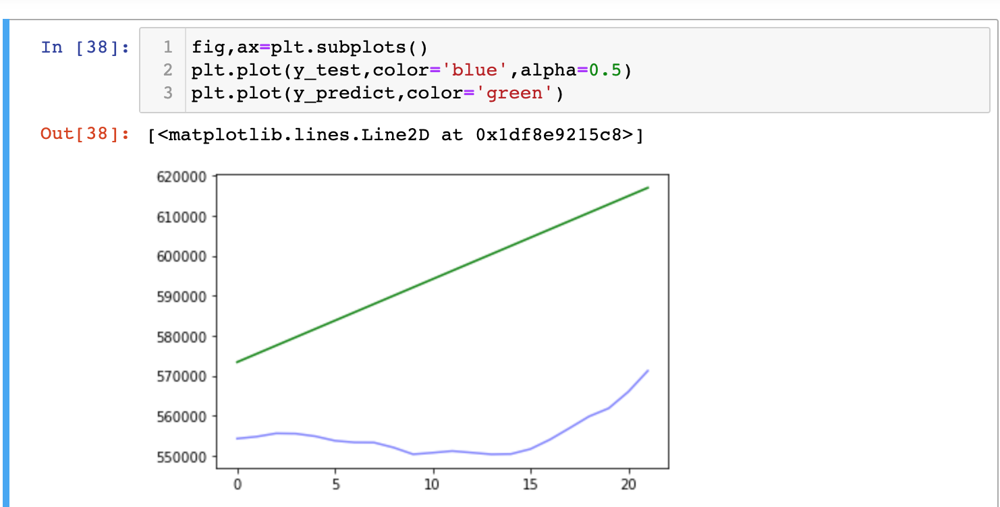 In [38]:
1 fig,ax=plt.subplots()
2 plt.plot(y_test,color='blue',alpha=0.5)
3 plt.plot(y_predict,color='green')
Out[38]: [<matplotlib.lines.Line2D at 0x1df8e9215c8>]
620000
610000
600000
590000
580000
570000
560000
550000
0 5 10 15 20